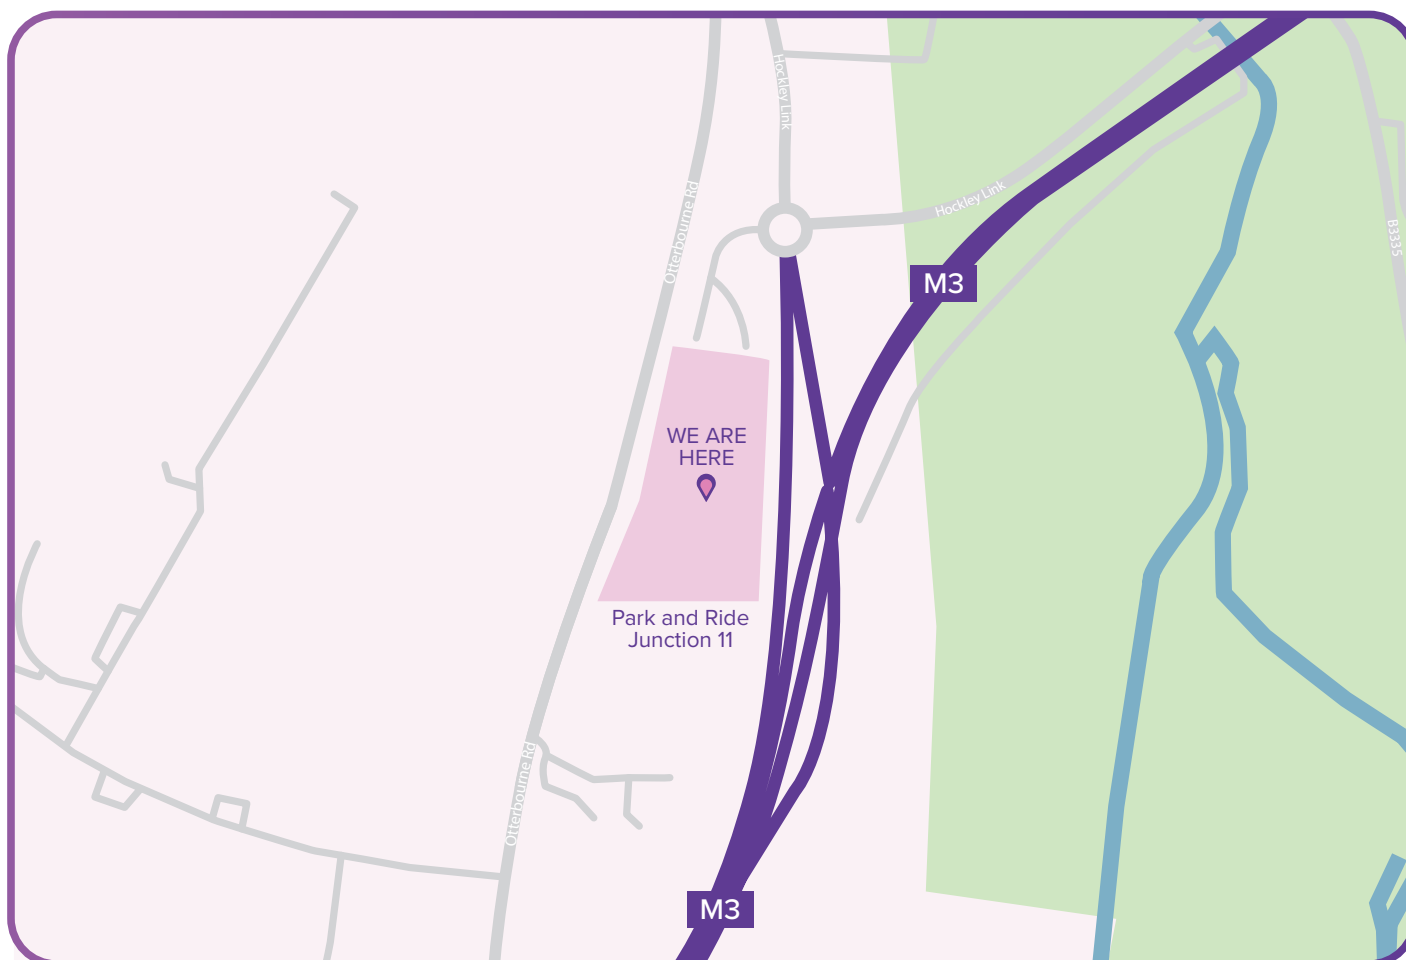 Hockley Link
Otterbourne Rd
Hockley Link
B3335
M3
WE ARE
HERE
Park and Ride
Junction 11
Otterbourne Rd
M3